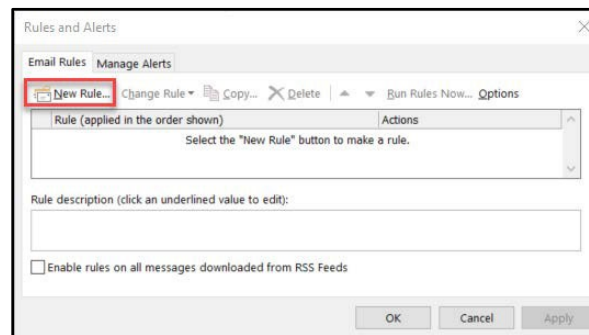 Rules and Alerts
Email Rules Manage Alerts
New Rule... Change Rule Copy... Delete Run Rules Now... Options
Rule (applied in the order shown) Actions
Select the "New Rule" button to make a rule.
Rule description (click an underlined value to edit):
Enable rules on all messages downloaded from RSS Feeds
OK Cancel Apply